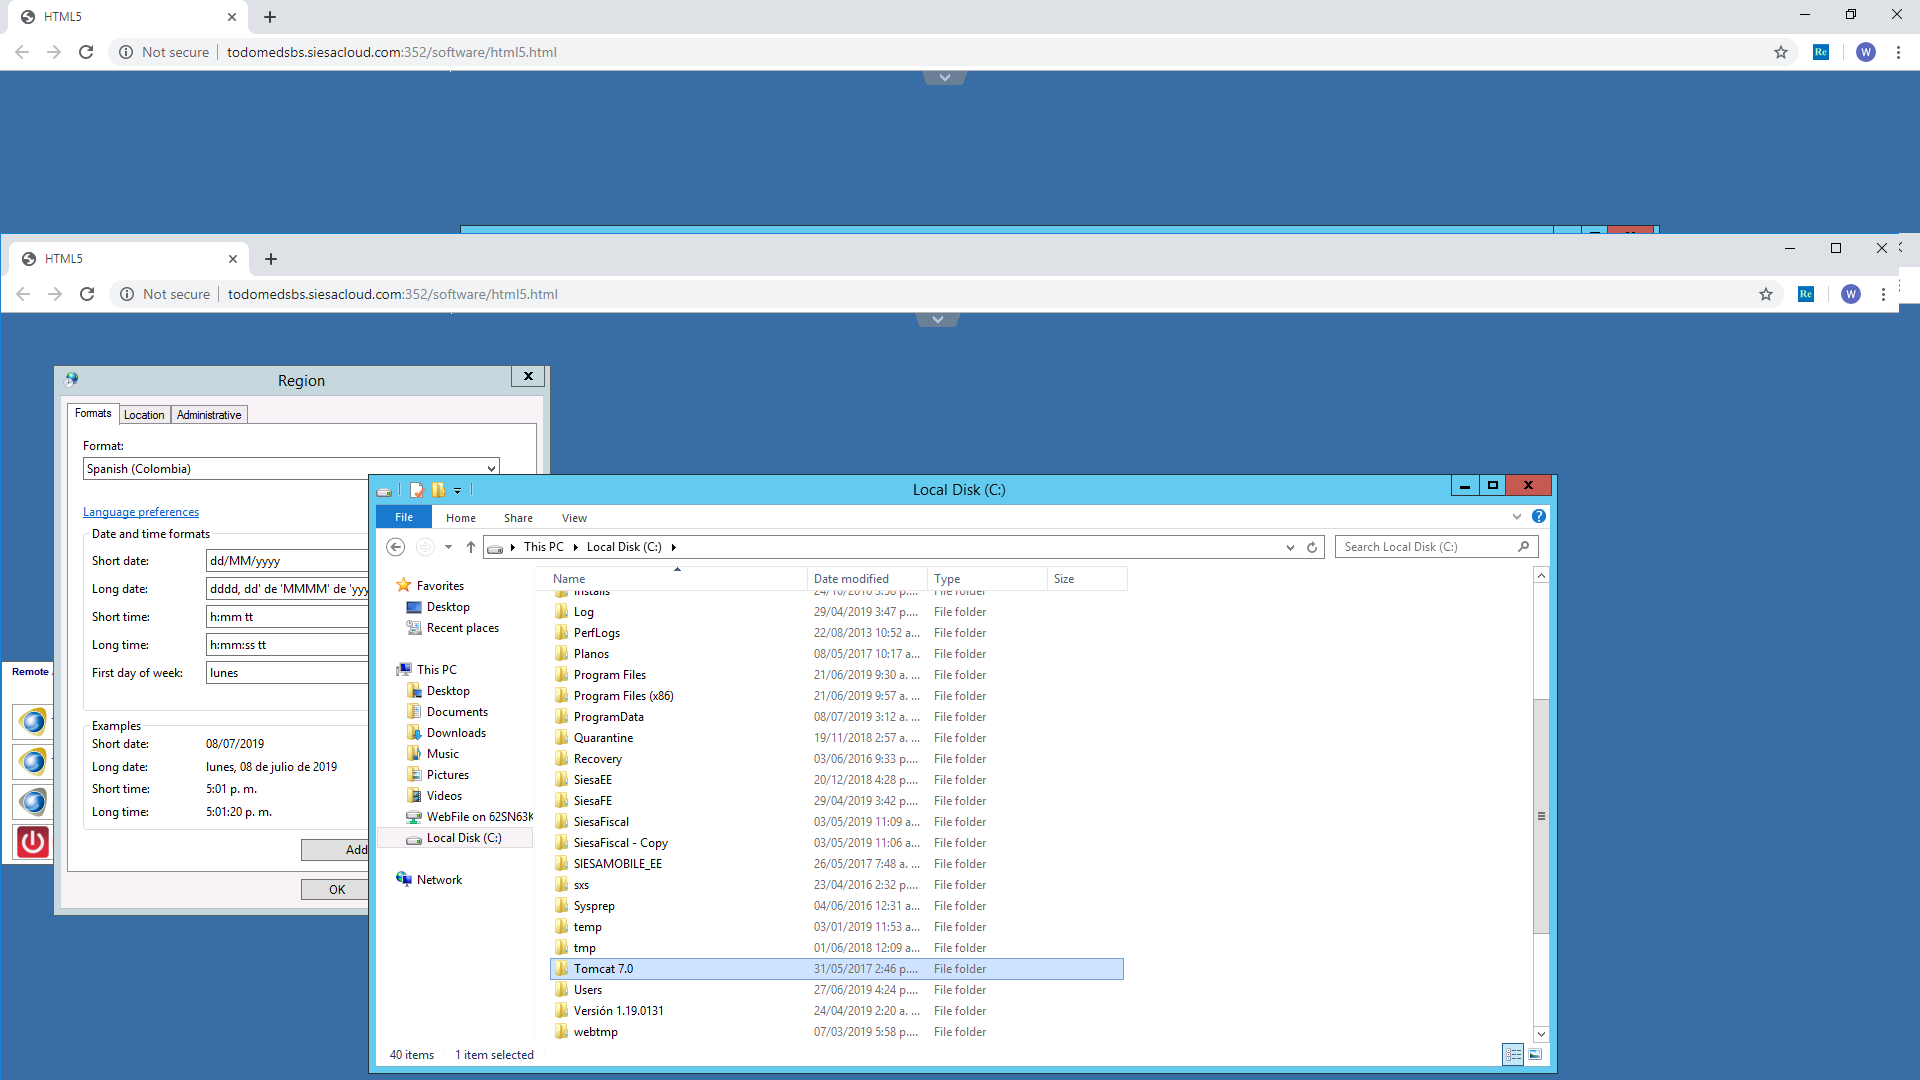 HTML5
Not secure todomedsbs.siesacloud.com:352/software/html5.html
Re
W
HTML5
Not secure todomedsbs.siesacloud.com:352/software/html5.html
Re
W
Region
Formats Location Administrative
Format:
Spanish (Colombia)
Language preferences
Date and time formats
Short date: dd/MM/yyyy
Long date: dddd, dd' de 'MMMM' de 'yyy
Short time: h:mm tt
Long time: h:mm:ss tt
First day of week: lunes
Examples
Short date: 08/07/2019
Long date: lunes, 08 de julio de 2019
Short time: 5:01 p. m.
Long time: 5:01:20 p. m.
Add
OK
Remote
Local Disk (C:)
File Home Share View
This PC Local Disk (C:)
Search Local Disk (C:)
Favorites
Desktop
Recent places
This PC
Desktop
Documents
Downloads
Music
Pictures
Videos
WebFile on 62SN63K
Local Disk (C:)
Network
Name Date modified Type Size
Installs 24/10/2016 3:58 p.... File folder
Log 29/04/2019 3:47 p.... File folder
PerfLogs 22/08/2013 10:52 a... File folder
Planos 08/05/2017 10:17 a... File folder
Program Files 21/06/2019 9:30 a. ... File folder
Program Files (x86) 21/06/2019 9:57 a. ... File folder
ProgramData 08/07/2019 3:12 a. ... File folder
Quarantine 19/11/2018 2:57 a. ... File folder
Recovery 03/06/2016 9:33 p.... File folder
SiesaEE 20/12/2018 4:28 p.... File folder
SiesaFE 29/04/2019 3:42 p.... File folder
SiesaFiscal 03/05/2019 11:09 a... File folder
SiesaFiscal - Copy 03/05/2019 11:06 a... File folder
SIESAMOBILE_EE 26/05/2017 7:48 a. ... File folder
sxs 23/04/2016 2:32 p.... File folder
Sysprep 04/06/2016 12:31 a... File folder
temp 03/01/2019 11:53 a... File folder
tmp 01/06/2018 12:09 a... File folder
Tomcat 7.0 31/05/2017 2:46 p.... File folder
Users 27/06/2019 4:24 p.... File folder
Versión 1.19.0131 24/04/2019 2:20 a. ... File folder
webtmp 07/03/2019 5:58 p.... File folder
40 items 1 item selected